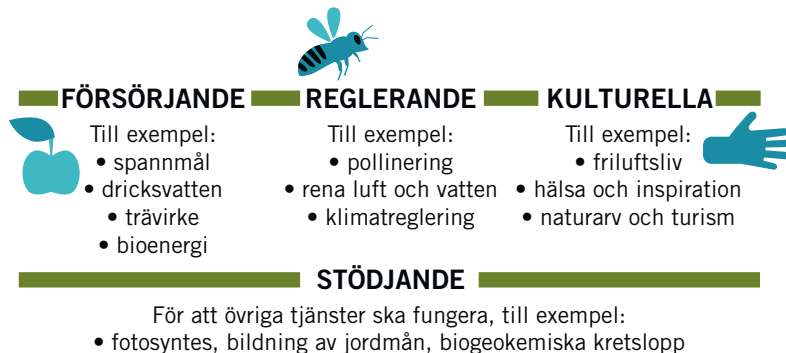 FÖRSÖRJANDE
Till exempel:
• spannmål
• dricksvatten
• trävirke
• bioenergi
REGLERANDE
Till exempel:
• pollinering
• rena luft och vatten
• klimatreglering
KULTURELLA
Till exempel:
• friluftsliv
• hälsa och inspiration
• naturarv och turism
STÖDJANDE
För att övriga tjänster ska fungera, till exempel:
• fotosyntes, bildning av jordmån, biogeokemiska kretslopp